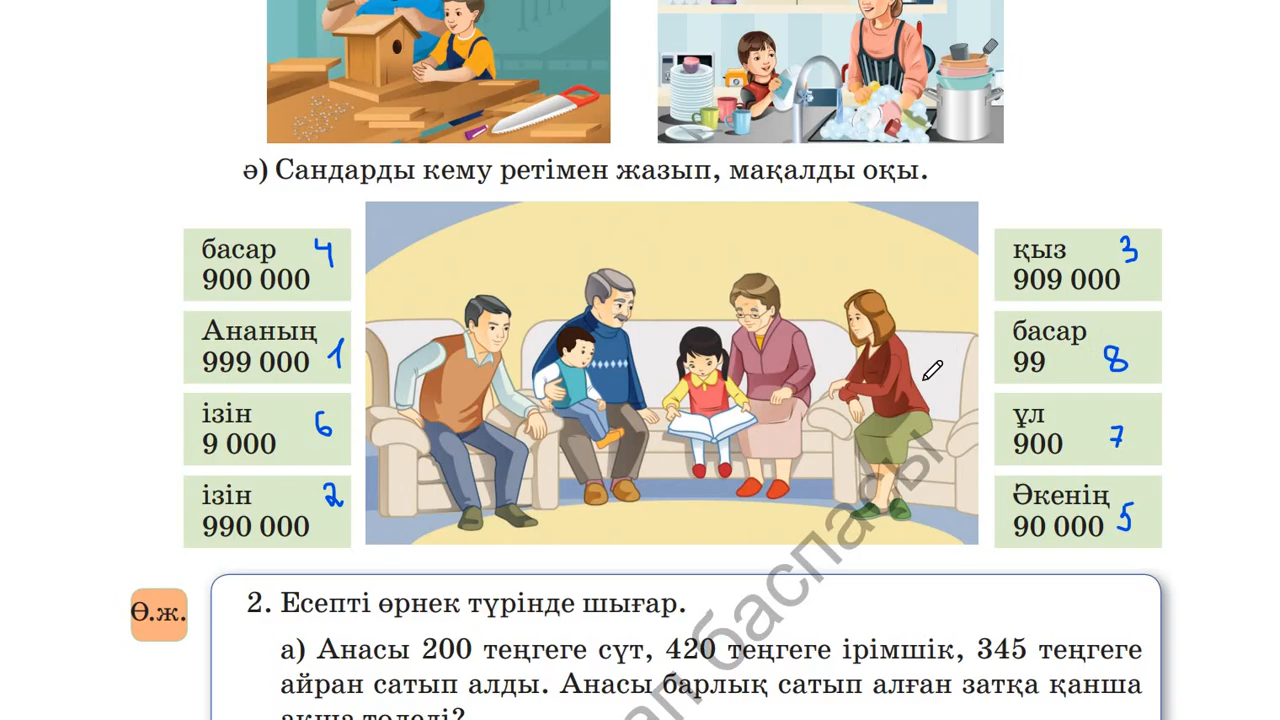 ә) Сандарды кему ретімен жазып, мақалды оқы.
басар 4
900 000
Ананың
999 000 1
ізін
9 000 6
ізін 2
990 000
қыз 3
909 000
басар
99 8
ұл
900 7
Әкенің
90 000 5
Ө.ж.
2. Есепті өрнек түрінде шығар.
а) Анасы 200 теңгеге сүт, 420 теңгеге ірімшік, 345 теңгеге
айран сатып алды. Анасы барлық сатып алған затқа қанша
ақша төледі?
баспасы